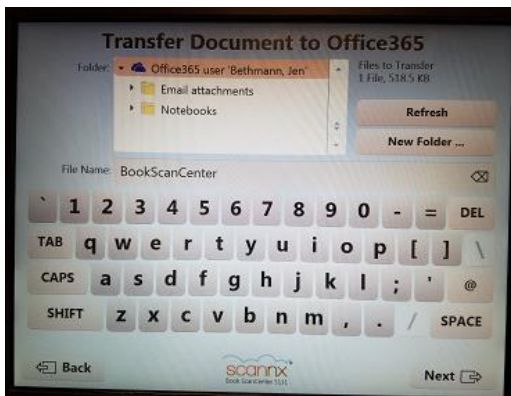 Transfer Document to Office365
Folder: Office365 user 'Bethmann, Jen'
Email attachments
Notebooks
Files to Transfer
1 File, 518.5 KB
Refresh
New Folder ...
File Name: BookScanCenter
` 1 2 3 4 5 6 7 8 9 0 - = DEL
TAB q w e r t y u i o p [ ] \
CAPS a s d f g h j k l ; ' @
SHIFT z x c v b n m , . / SPACE
Back
scannx
Book ScanCenter 5131
Next